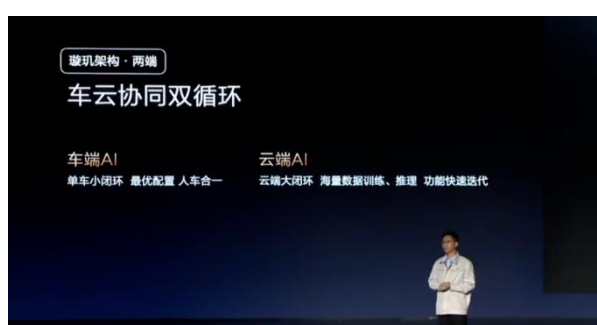 璇玑架构·两端
车云协同双循环
车端AI
单车小闭环 最优配置 人车合一
云端AI
云端大闭环 海量数据训练、推理 功能快速迭代